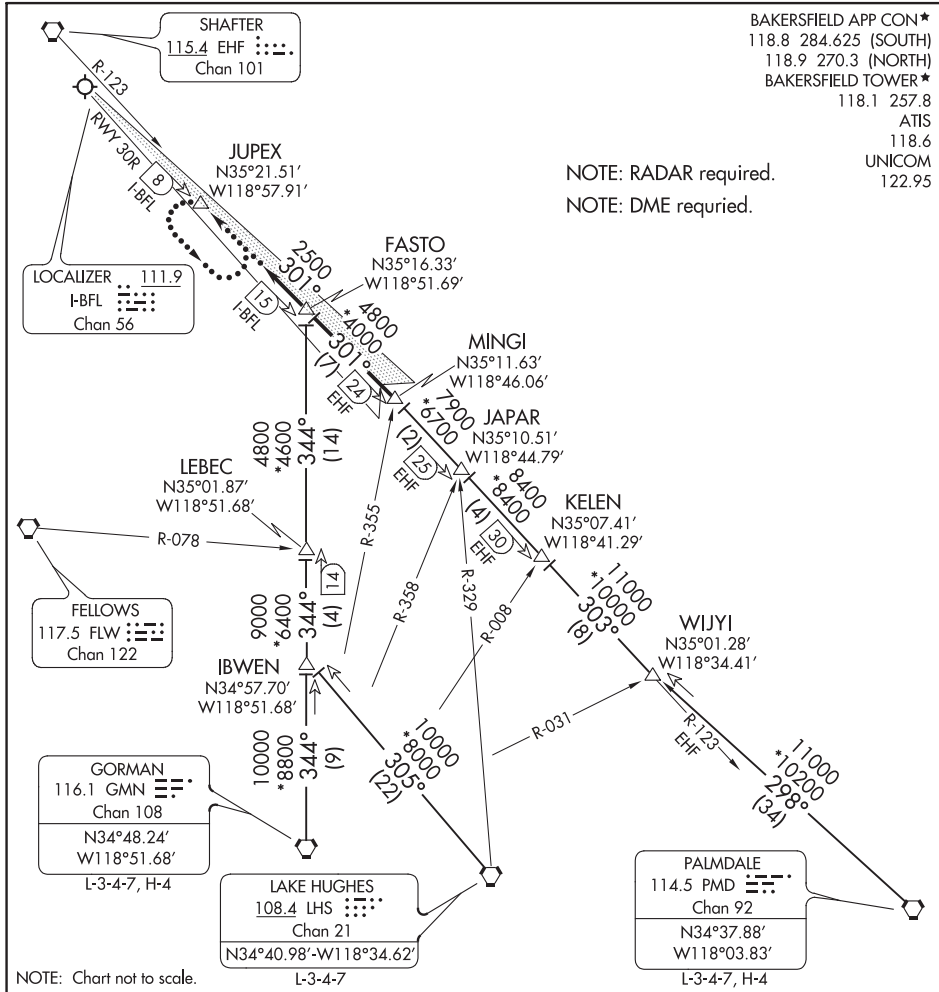 SHAFTER
115.4 EHF
Chan 101
BAKERSFIELD APP CON★
118.8 284.625 (SOUTH)
118.9 270.3 (NORTH)
BAKERSFIELD TOWER★
118.1 257.8
ATIS
118.6
UNICOM
122.95
R-123
RWY 30R
8
I-BFL
JUPEX
N35°21.51′
W118°57.91′
NOTE: RADAR required.
NOTE: DME requried.
LOCALIZER 111.9
I-BFL
Chan 56
2500
301°
15
I-BFL
FASTO
N35°16.33′
W118°51.69′
4800
*4000
301°
(7)
24
EHF
MINGI
N35°11.63′
W118°46.06′
7900
*6700
(2)
25
EHF
JAPAR
N35°10.51′
W118°44.79′
8400
*8400
(4)
30
EHF
KELEN
N35°07.41′
W118°41.29′
4800
*4600
344°
(14)
LEBEC
N35°01.87′
W118°51.68′
R-078
R-355
R-358
R-329
R-008
11000
*10000
303°
(8)
WIJYI
N35°01.28′
W118°34.41′
FELLOWS
117.5 FLW
Chan 122
14
9000
*6400
344°
(4)
IBWEN
N34°57.70′
W118°51.68′
R-031
R-123
EHF
10000
*8800
344°
(9)
10000
*8000
305°
(22)
11000
*10200
298°
(34)
GORMAN
116.1 GMN
Chan 108
N34°48.24′
W118°51.68′
L-3-4-7, H-4
LAKE HUGHES
108.4 LHS
Chan 21
N34°40.98′-W118°34.62′
L-3-4-7
PALMDALE
114.5 PMD
Chan 92
N34°37.88′
W118°03.83′
L-3-4-7, H-4
NOTE: Chart not to scale.